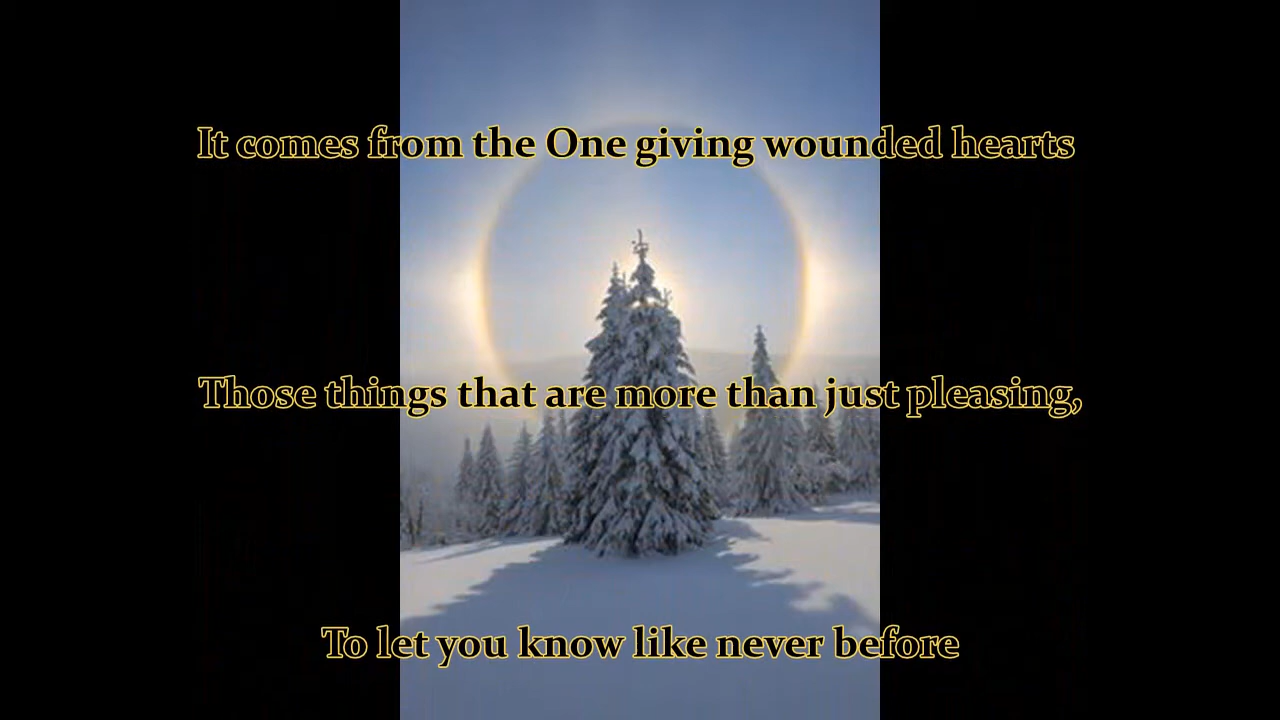 It comes from the One giving wounded hearts
Those things that are more than just pleasing,
To let you know like never before